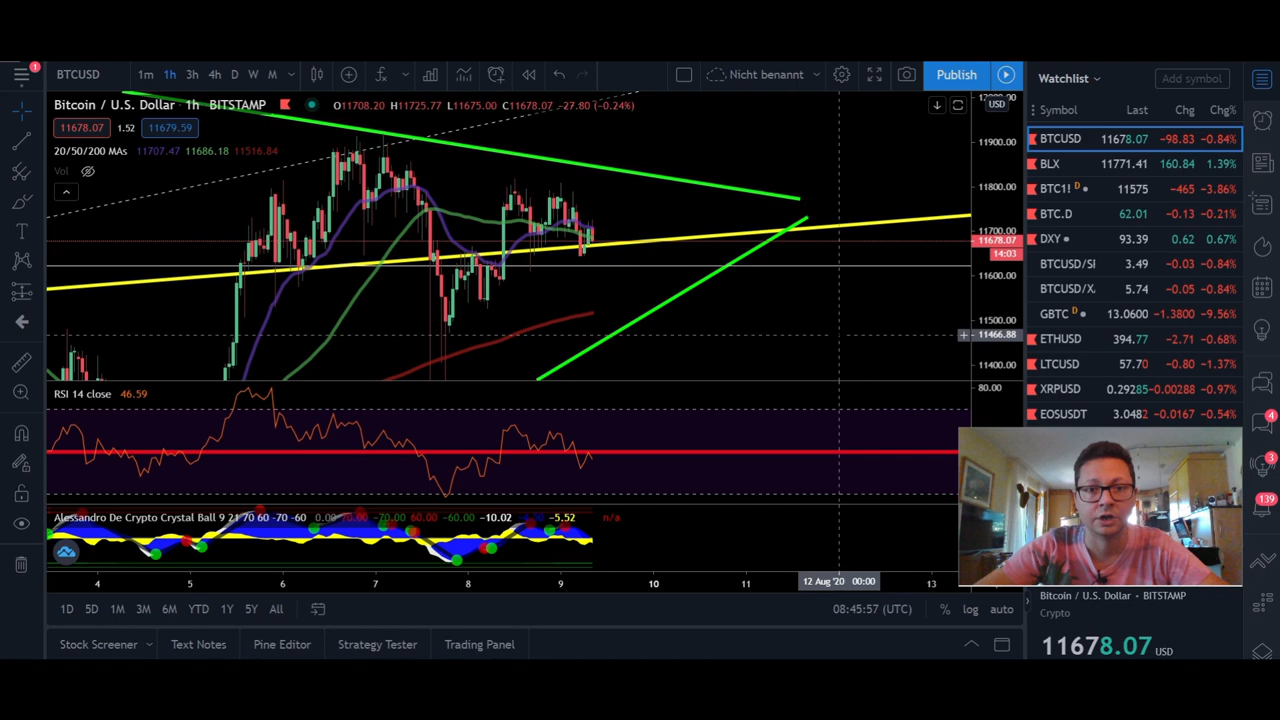 1
BTCUSD 1m 1h 3h 4h D W M Nicht benannt Publish
Watchlist Add symbol
Bitcoin / U.S. Dollar · 1h · BITSTAMP O11708.20 H11725.77 L11675.00 C11678.07 -27.80 (-0.24%)
11678.07 1.52 11679.59
20/50/200 MAs 11707.47 11686.18 11516.84
Vol
USD
11900.00
11800.00
11700.00
11678.07
14:03
11600.00
11500.00
11466.88
11400.00
Symbol Last Chg Chg%
BTCUSD 11678.07 -98.83 -0.84%
BLX 11771.41 160.84 1.39%
BTC1! D 11575 -465 -3.86%
BTC.D 62.01 -0.13 -0.21%
DXY 93.39 0.62 0.67%
BTCUSD/SI 3.49 -0.03 -0.84%
BTCUSD/X 5.74 -0.05 -0.84%
GBTC D 13.0600 -1.3800 -9.56%
ETHUSD 394.77 -2.71 -0.68%
LTCUSD 57.70 -0.80 -1.37%
XRPUSD 0.29285 -0.00288 -0.97%
EOSUSDT 3.0482 -0.0167 -0.54%
4
3
139
RSI 14 close 46.59
80.00
Alessandro De Crypto Crystal Ball 9 21 70 60 -70 -60 0.00 70.00 -70.00 60.00 -60.00 -10.02 -5.52 n/a
4 5 6 7 8 9 10 11 12 Aug '20 00:00 13
1D 5D 1M 3M 6M YTD 1Y 5Y All 08:45:57 (UTC) % log auto
Stock Screener Text Notes Pine Editor Strategy Tester Trading Panel
Bitcoin / U.S. Dollar · BITSTAMP
Crypto
11678.07 USD